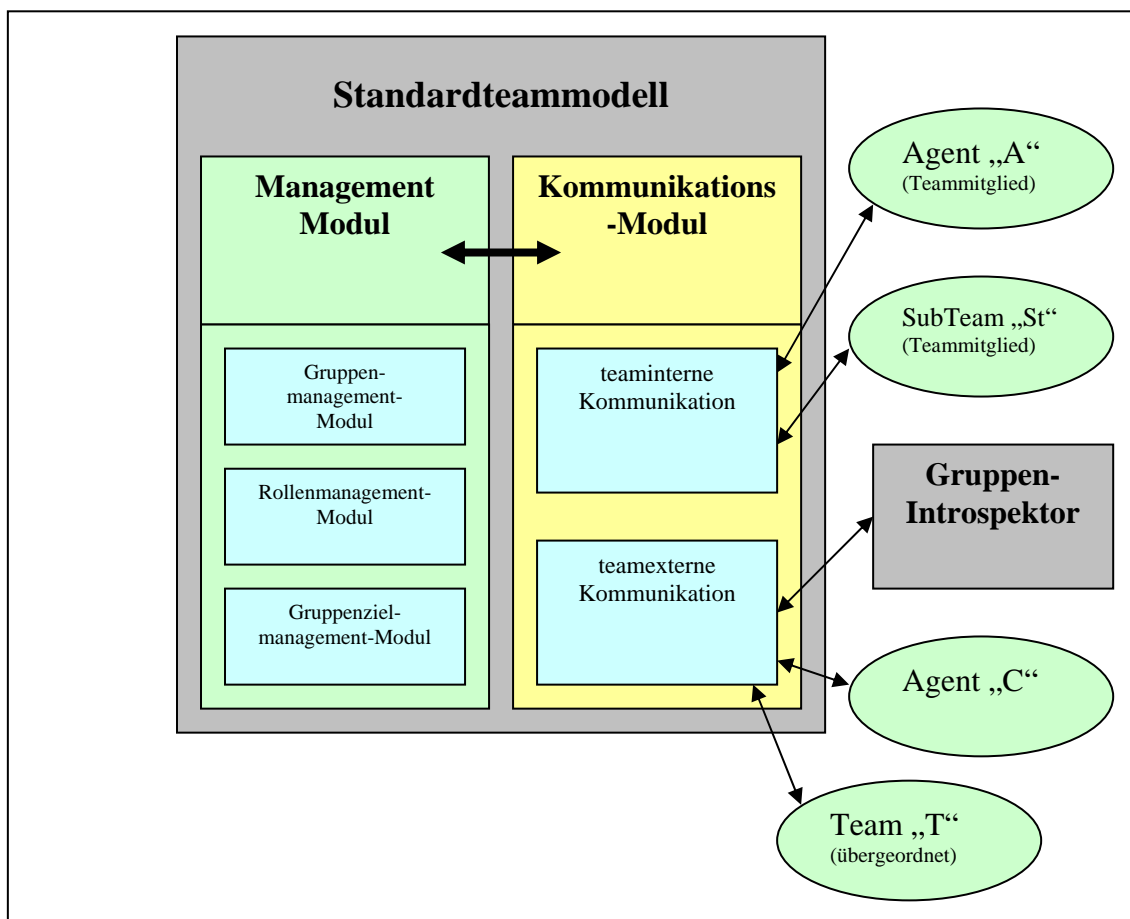 Standardteammodell
Management
Modul
Kommunikations
-Modul
Gruppen-
management-
Modul
Rollenmanagement-
Modul
Gruppenziel-
management-Modul
teaminterne
Kommunikation
teamexterne
Kommunikation
Agent „A“
(Teammitglied)
SubTeam „St“
(Teammitglied)
Gruppen-
Introspektor
Agent „C“
Team „T“
(übergeordnet)